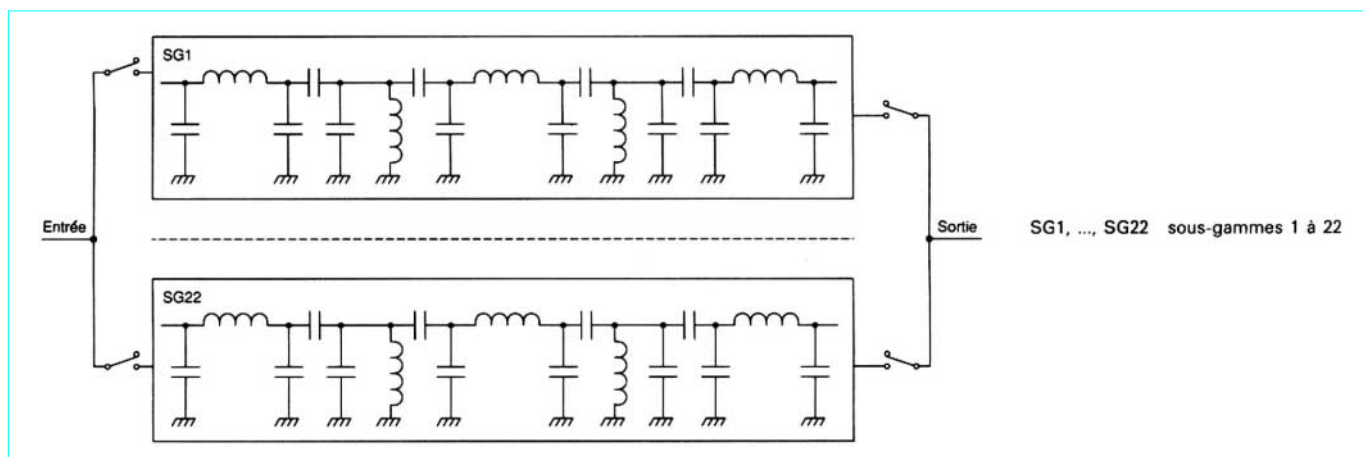 SG1
Entrée
Sortie
SG1, ..., SG22 sous-gammes 1 à 22
SG22